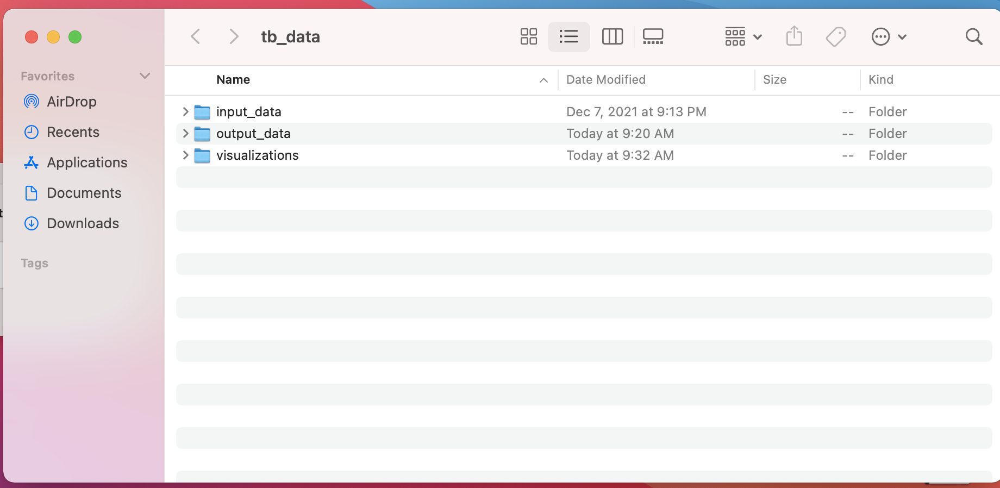 tb_data
Favorites
AirDrop
Recents
Applications
Documents
Downloads
Tags
Name Date Modified Size Kind
input_data Dec 7, 2021 at 9:13 PM -- Folder
output_data Today at 9:20 AM -- Folder
visualizations Today at 9:32 AM -- Folder